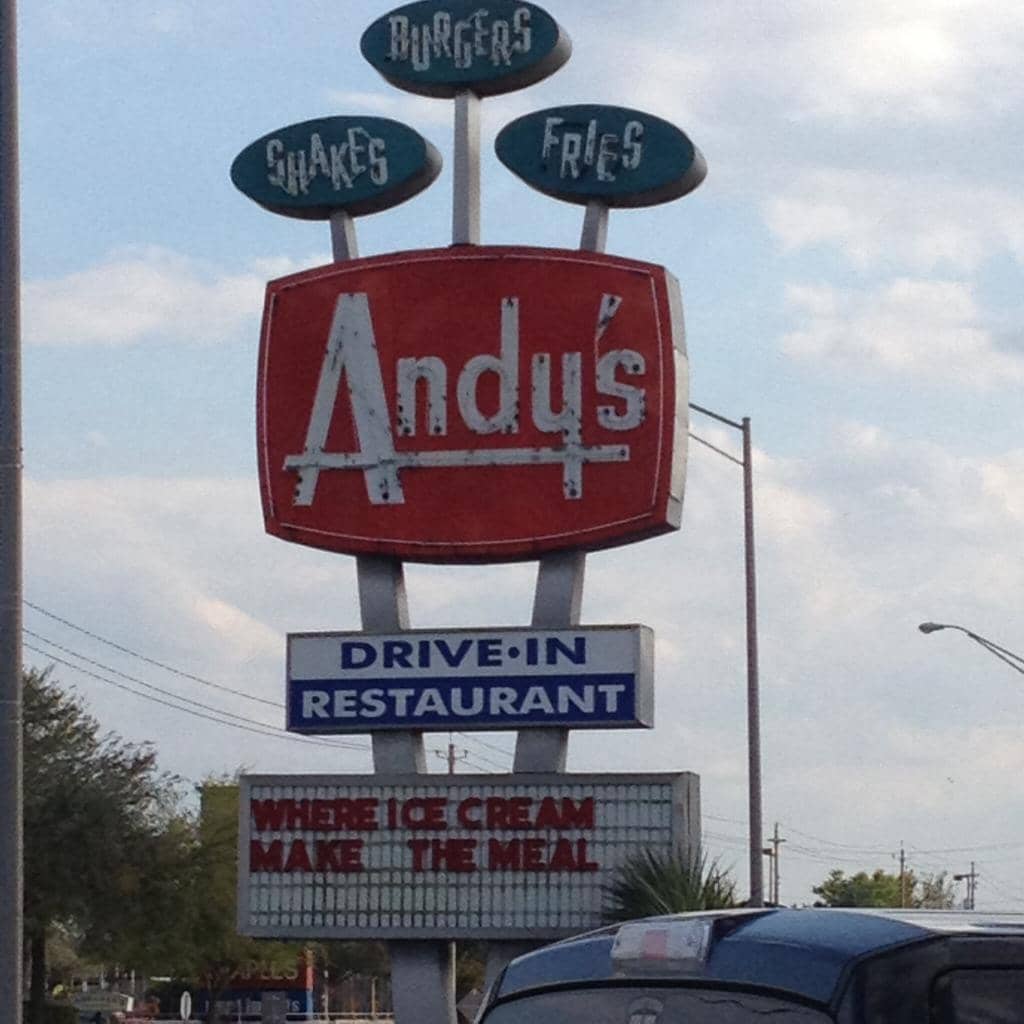 BURGERS
SHAKES
FRIES
Andy's
DRIVE·IN
RESTAURANT
WHERE ICE CREAM
MAKE THE MEAL